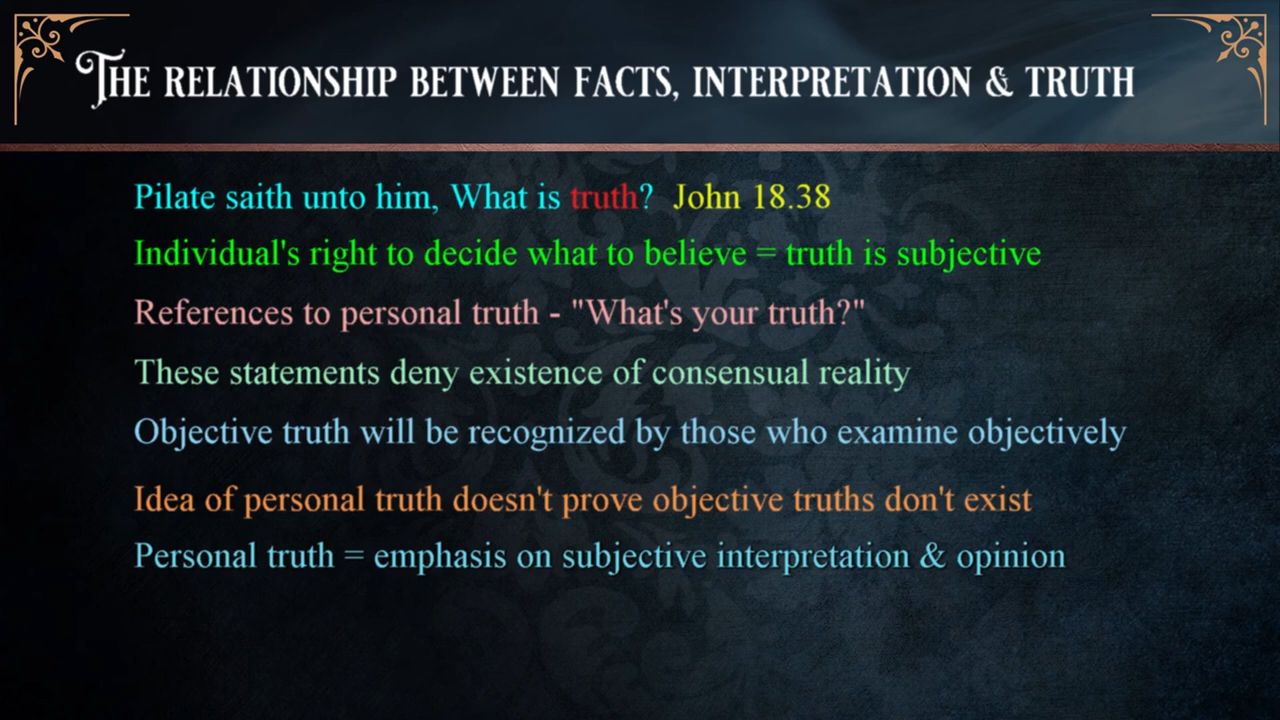 The relationship between facts, interpretation & truth
Pilate saith unto him, What is truth? John 18.38
Individual's right to decide what to believe = truth is subjective
References to personal truth - "What's your truth?"
These statements deny existence of consensual reality
Objective truth will be recognized by those who examine objectively
Idea of personal truth doesn't prove objective truths don't exist
Personal truth = emphasis on subjective interpretation & opinion